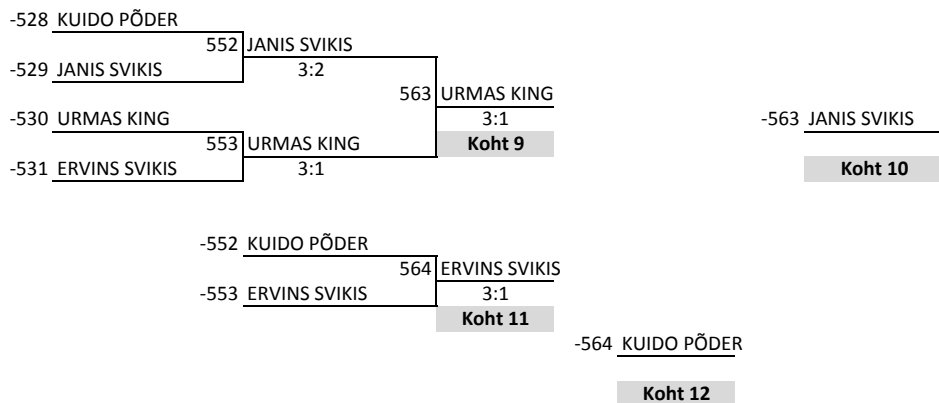 -528 KUIDO PÕDER
552 JANIS SVIKIS
-529 JANIS SVIKIS 3:2
563 URMAS KING
-530 URMAS KING 3:1 -563 JANIS SVIKIS
553 URMAS KING Koht 9
-531 ERVINS SVIKIS 3:1 Koht 10
-552 KUIDO PÕDER
564 ERVINS SVIKIS
-553 ERVINS SVIKIS 3:1
Koht 11
-564 KUIDO PÕDER
Koht 12